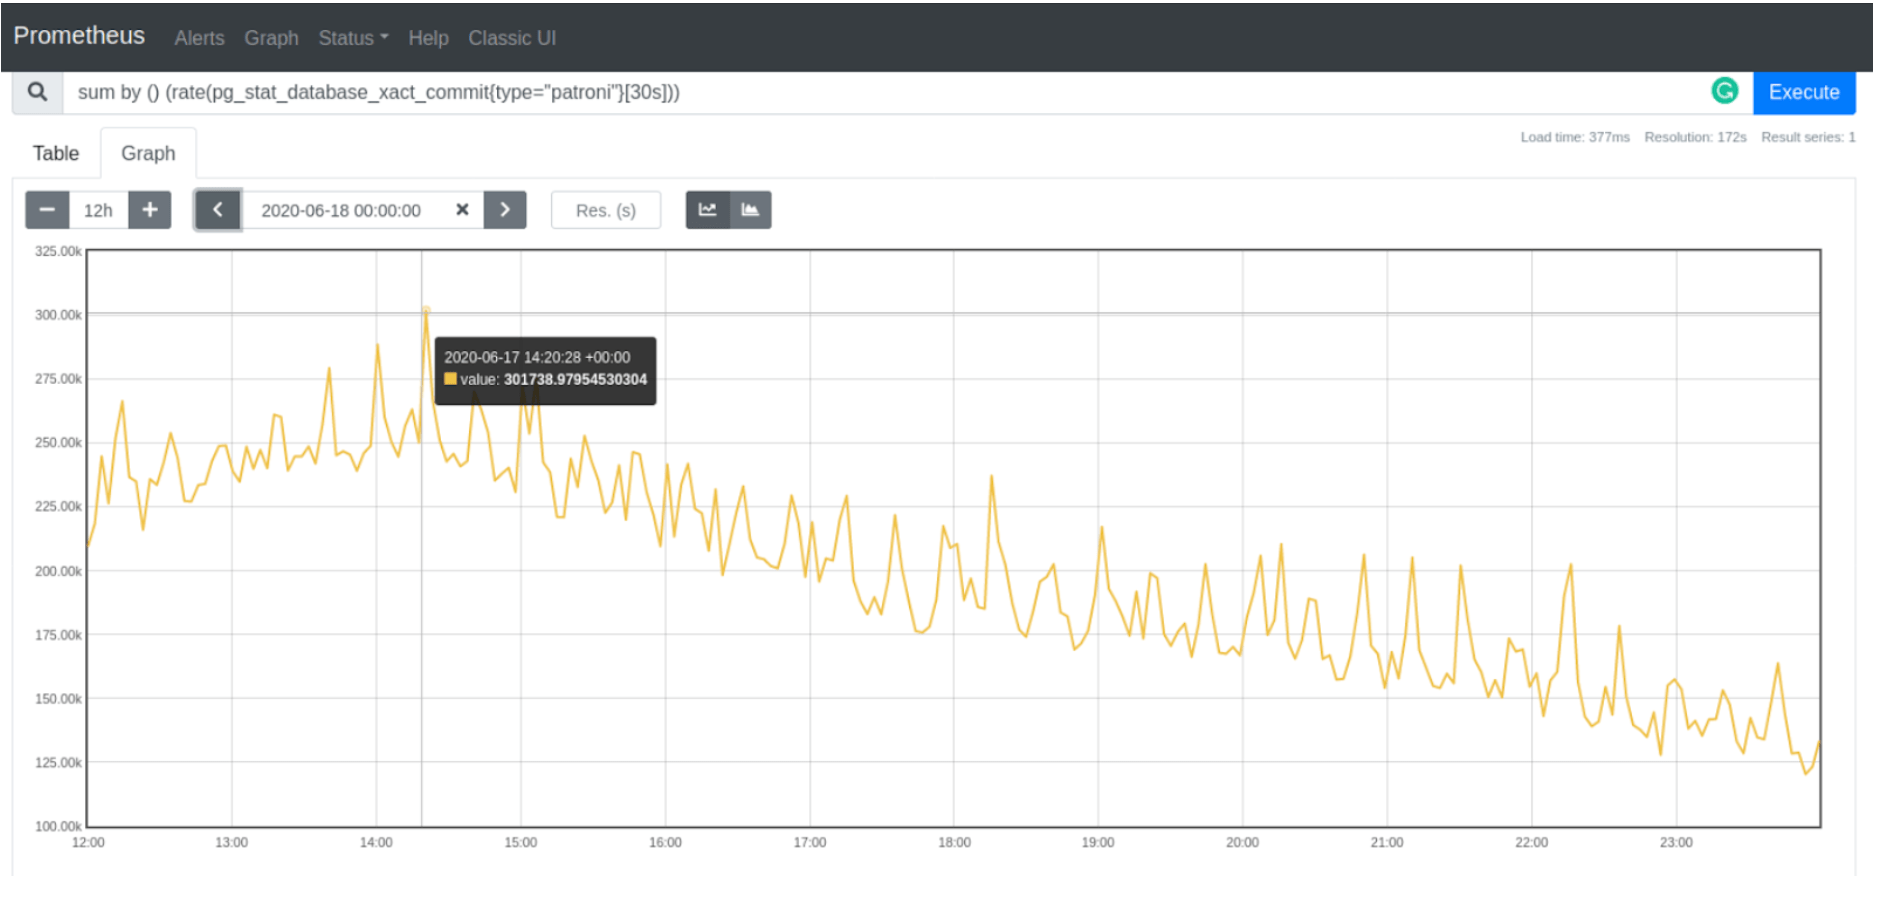 Prometheus Alerts Graph Status Help Classic UI
sum by () (rate(pg_stat_database_xact_commit{type="patroni"}[30s]))
Execute
Load time: 377ms Resolution: 172s Result series: 1
Table Graph
12h 2020-06-18 00:00:00 Res. (s)
325.00k
300.00k
2020-06-17 14:20:28 +00:00
value: 301738.97954530304
275.00k
250.00k
225.00k
200.00k
175.00k
150.00k
125.00k
100.00k
12:00 13:00 14:00 15:00 16:00 17:00 18:00 19:00 20:00 21:00 22:00 23:00